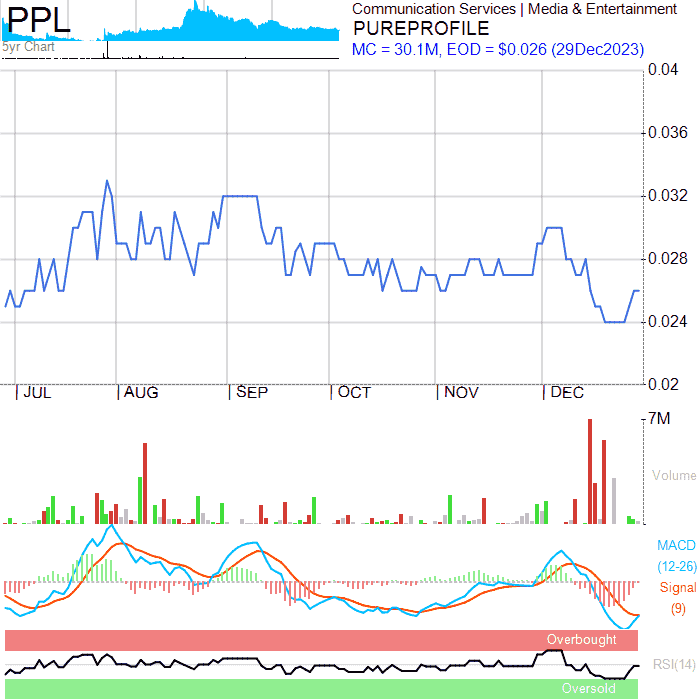 PPL
5yr Chart
Communication Services | Media & Entertainment
PUREPROFILE
MC = 30.1M, EOD = $0.026 (29Dec2023)
0.04
0.036
0.032
0.028
0.024
0.02
JUL AUG SEP OCT NOV DEC
7M
Volume
MACD
(12-26)
Signal
(9)
Overbought
RSI(14)
Oversold